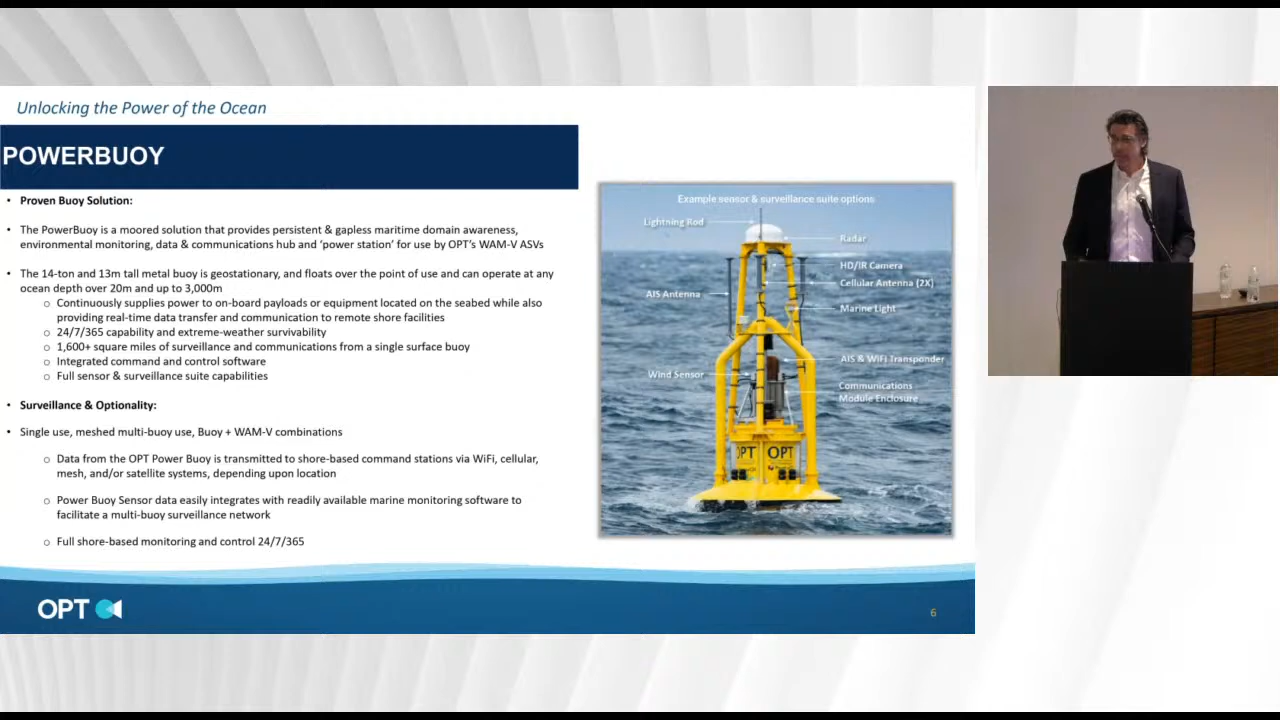 Unlocking the Power of the Ocean
POWERBUOY
• Proven Buoy Solution:
• The PowerBuoy is a moored solution that provides persistent & gapless maritime domain awareness,
environmental monitoring, data & communications hub and ‘power station’ for use by OPT’s WAM-V ASVs
• The 14-ton and 13m tall metal buoy is geostationary, and floats over the point of use and can operate at any
ocean depth over 20m and up to 3,000m
o Continuously supplies power to on-board payloads or equipment located on the seabed while also
providing real-time data transfer and communication to remote shore facilities
o 24/7/365 capability and extreme-weather survivability
o 1,600+ square miles of surveillance and communications from a single surface buoy
o Integrated command and control software
o Full sensor & surveillance suite capabilities
• Surveillance & Optionality:
• Single use, meshed multi-buoy use, Buoy + WAM-V combinations
o Data from the OPT Power Buoy is transmitted to shore-based command stations via WiFi, cellular,
mesh, and/or satellite systems, depending upon location
o Power Buoy Sensor data easily integrates with readily available marine monitoring software to
facilitate a multi-buoy surveillance network
o Full shore-based monitoring and control 24/7/365
Example sensor & surveillance suite options
Lightning Rod
Radar
HD/IR Camera
Cellular Antenna (2X)
AIS Antenna
Marine Light
AIS & WiFi Transponder
Wind Sensor
Communications
Module Enclosure
OPT OPT
OPT
6